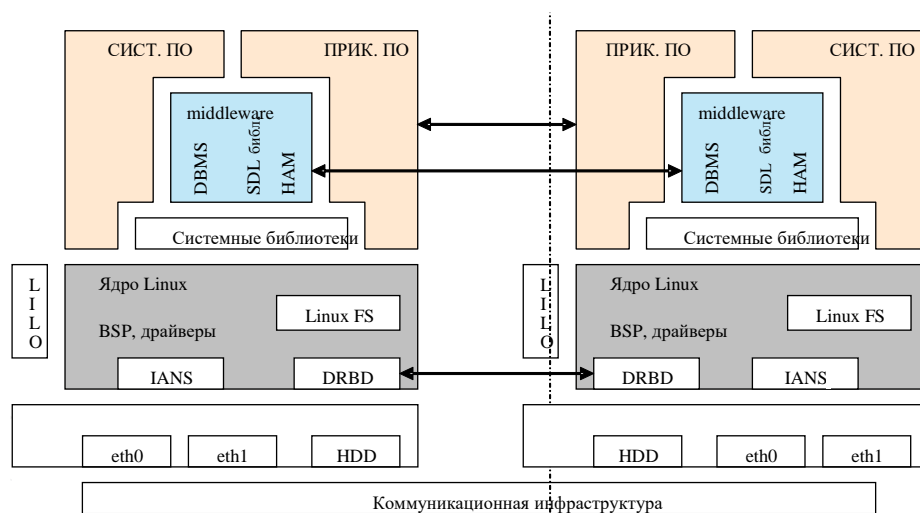 СИСТ. ПО
ПРИК. ПО
middleware
DBMS
SDL библ.
HAM
Системные библиотеки
LILO
Ядро Linux
Linux FS
BSP, драйверы
IANS
DRBD
eth0
eth1
HDD
ПРИК. ПО
СИСТ. ПО
middleware
DBMS
SDL библ
HAM
Системные библиотеки
LILO
Ядро Linux
Linux FS
BSP, драйверы
DRBD
IANS
HDD
eth0
eth1
Коммуникационная инфраструктура